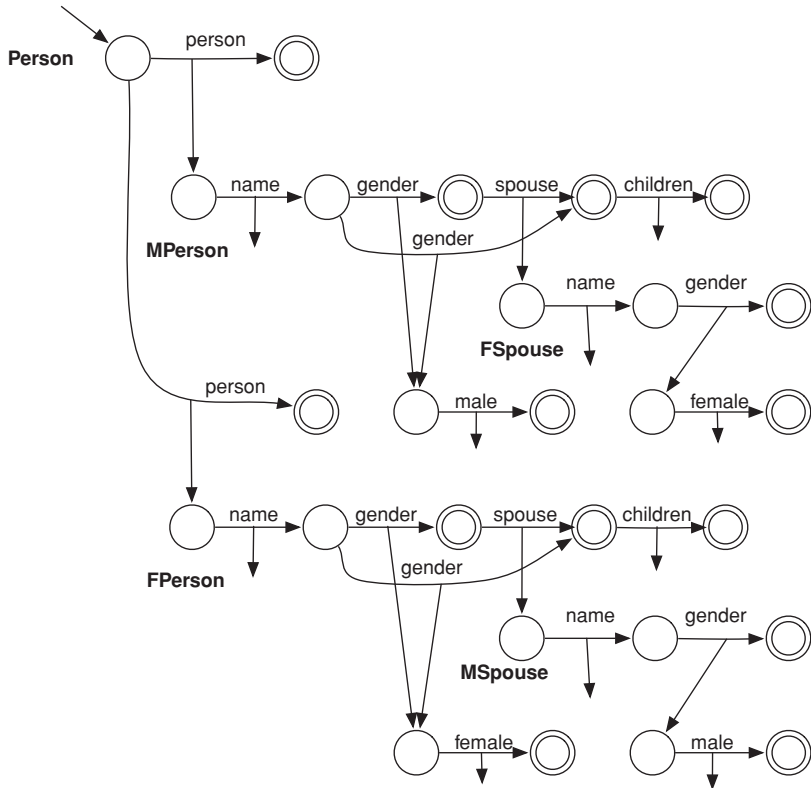 person
Person
name gender spouse children
gender
MPerson
name gender
FSpouse
person
male female
name gender spouse children
gender
FPerson
name gender
MSpouse
female male